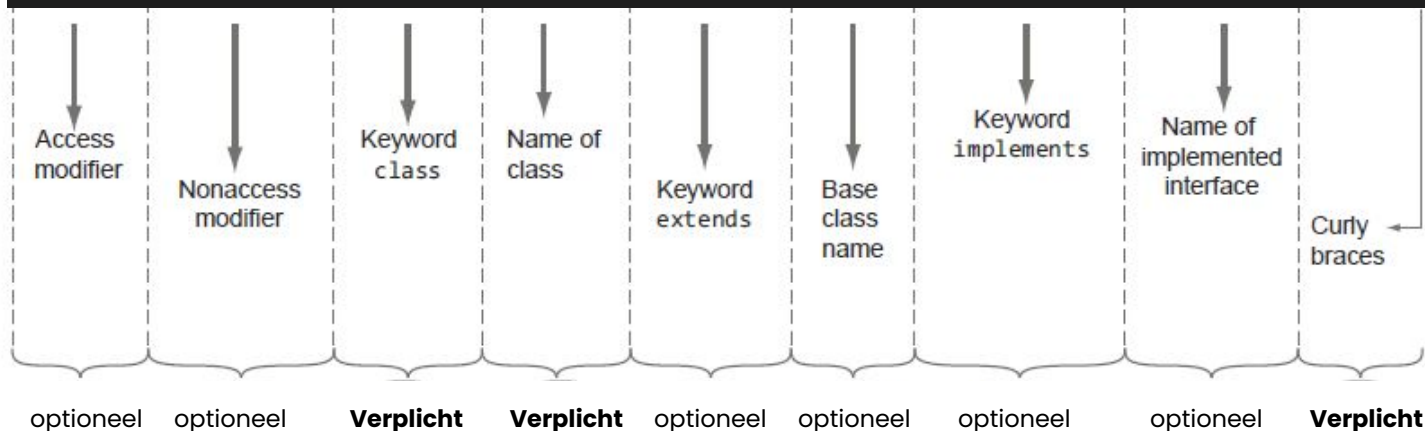 Access
modifier
Nonaccess
modifier
Keyword
class
Name of
class
Keyword
extends
Base
class
name
Keyword
implements
Name of
implemented
interface
Curly
braces
optioneel optioneel Verplicht Verplicht optioneel optioneel optioneel optioneel Verplicht